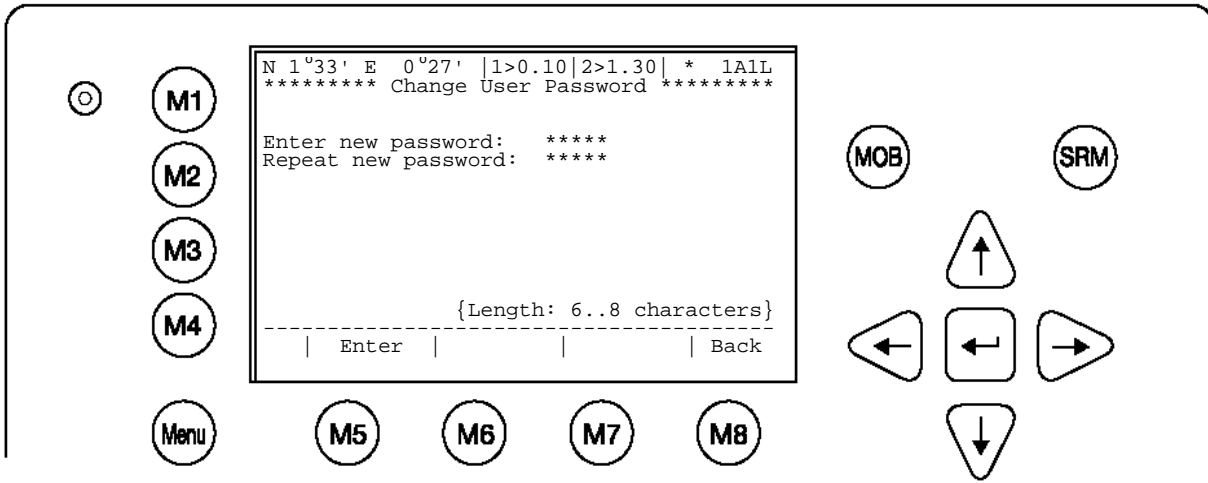 N 1°33' E 0°27' |1>0.10|2>1.30| * 1A1L
********* Change User Password *********
Enter new password: *****
Repeat new password: *****
{Length: 6..8 characters}
----------------------------------------
| Enter | | | Back
M1
M2
M3
M4
Menu
M5 M6 M7 M8
MOB SRM